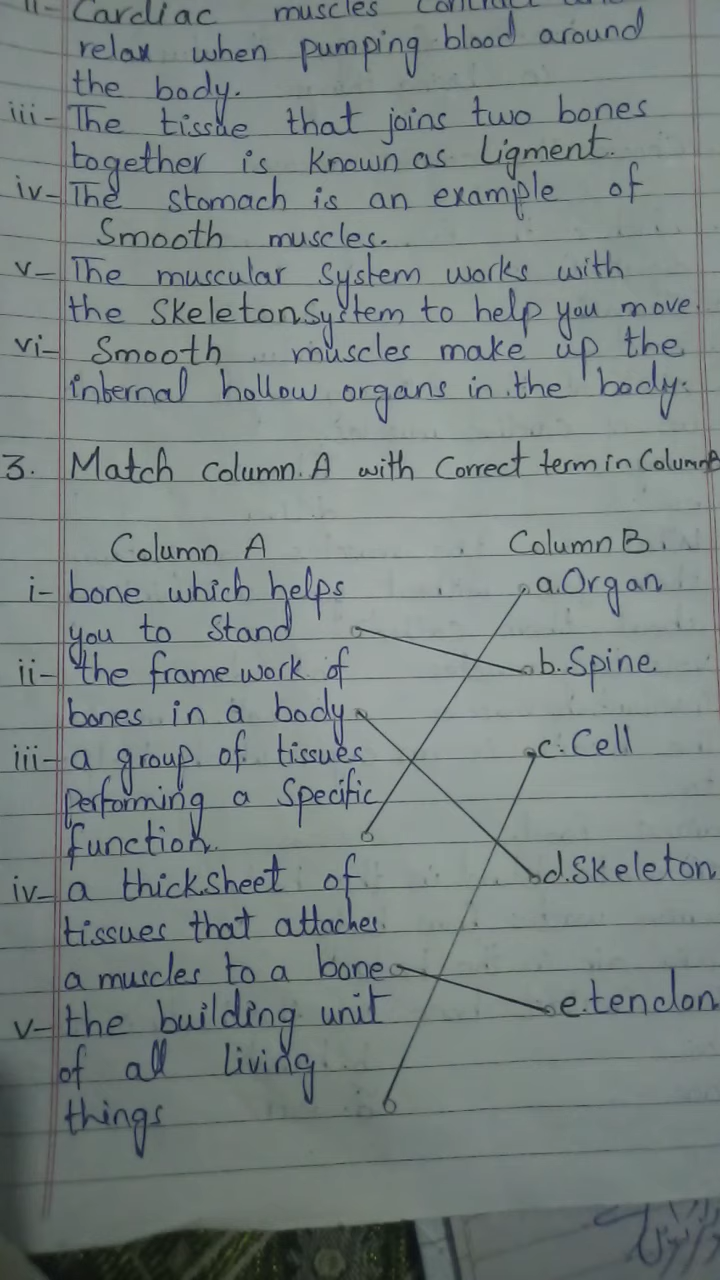 ii- Cardiac muscles contract and
relax when pumping blood around
the body.
iii- The tissue that joins two bones
together is known as Ligment.
iv- The stomach is an example of
Smooth muscles.
v- The muscular system works with
the Skeleton System to help you move.
vi- Smooth muscles make up the
internal hollow organs in the body.
3. Match column A with Correct term in Column B
Column A Column B.
i- bone which helps a. Organ
you to Stand
ii- the frame work of b. Spine
bones in a body
iii- a group of tissues c. Cell
Performing a Specific
function.
iv- a thick sheet of d. Skeleton
tissues that attaches
a muscles to a bone
v- the building unit e. tendon
of all living
things